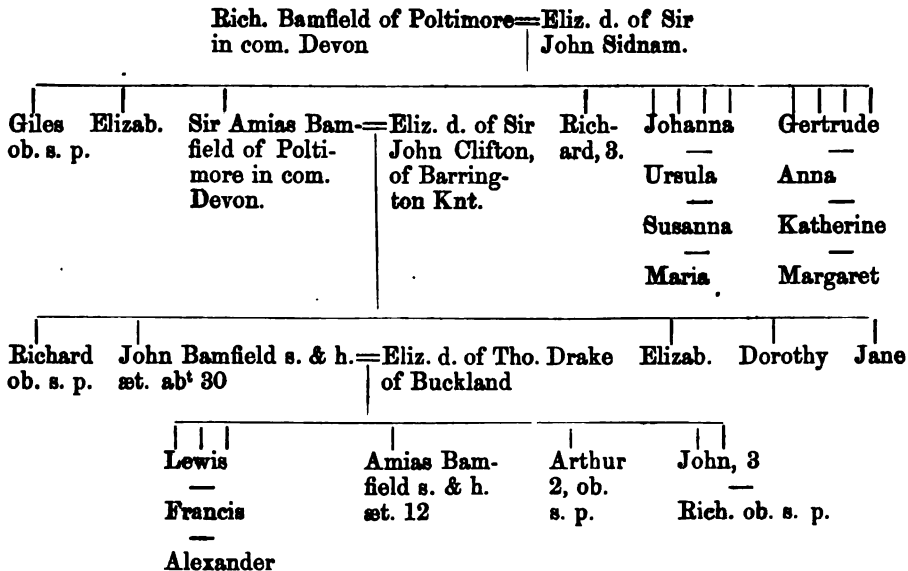 Rich. Bamfield of Poltimore=Eliz. d. of Sir
in com. Devon
John Sidnam.
Giles
ob. s. p.
Elizab.
Sir Amias Bam-
field of Polti-
more in com.
Devon.
=Eliz. d. of Sir
John Clifton,
of Barring-
ton Knt.
Rich-
ard, 3.
Johanna
—
Ursula
—
Susanna
—
Maria
Gertrude
—
Anna
—
Katherine
—
Margaret
Richard
ob. s. p.
John Bamfield s. & h.=Eliz. d. of Tho. Drake
æt. abᵗ 30
of Buckland
Elizab.
Dorothy
Jane
Lewis
—
Francis
—
Alexander
Amias Bam-
field s. & h.
æt. 12
Arthur
2, ob.
s. p.
John, 3
—
Rich. ob. s. p.